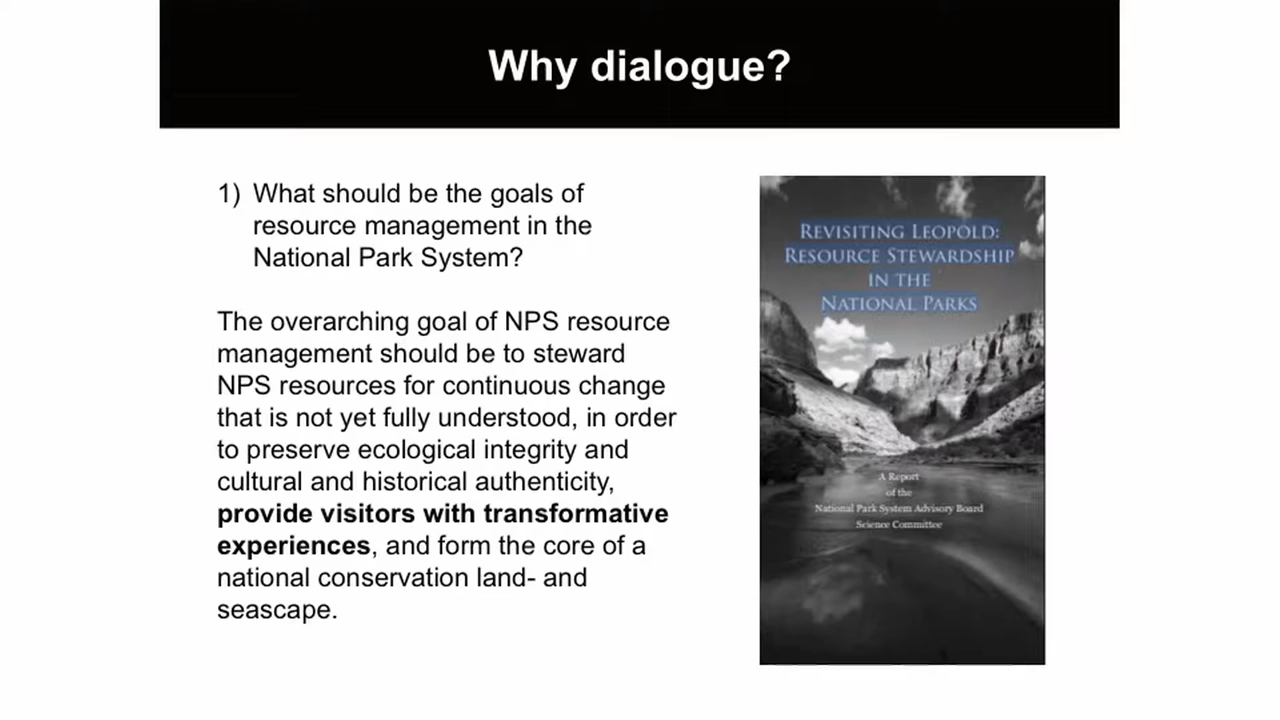 Why dialogue?
1) What should be the goals of
resource management in the
National Park System?
The overarching goal of NPS resource
management should be to steward
NPS resources for continuous change
that is not yet fully understood, in order
to preserve ecological integrity and
cultural and historical authenticity,
provide visitors with transformative
experiences, and form the core of a
national conservation land- and
seascape.
REVISITING LEOPOLD:
RESOURCE STEWARDSHIP
IN THE
NATIONAL PARKS
A Report
of the
National Park System Advisory Board
Science Committee